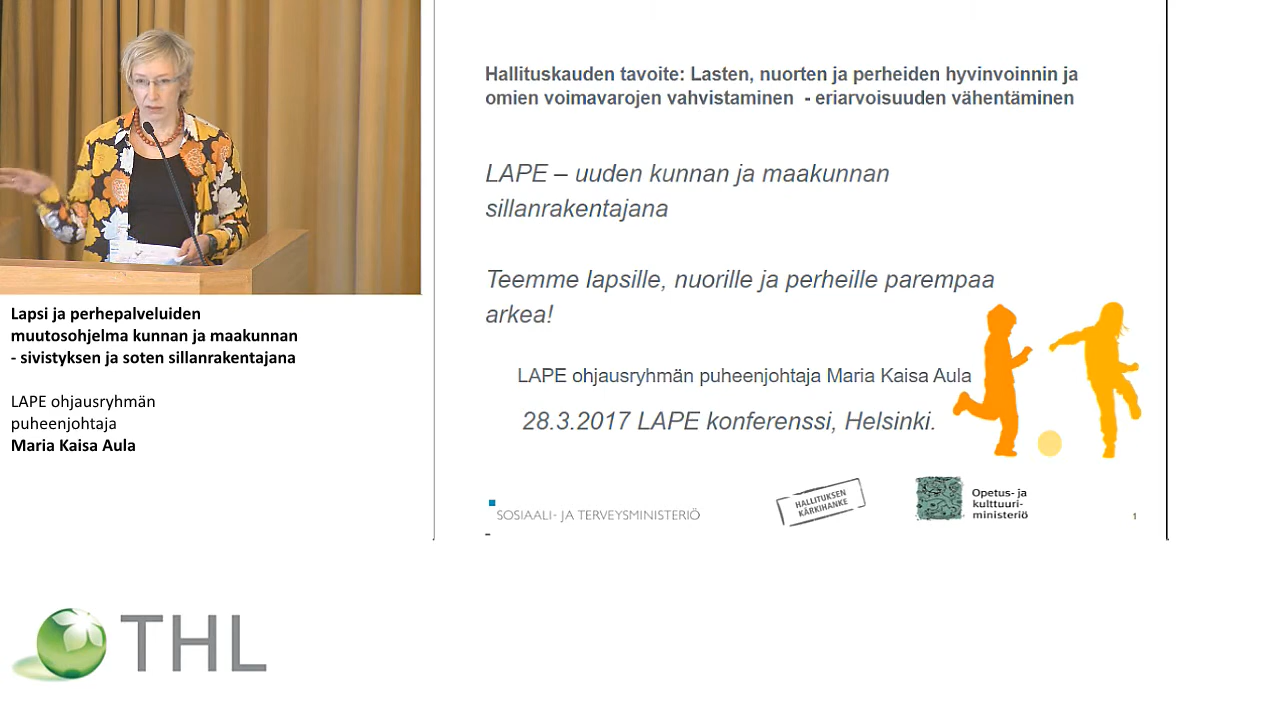 Hallituskauden tavoite: Lasten, nuorten ja perheiden hyvinvoinnin ja
omien voimavarojen vahvistaminen - eriarvoisuuden vähentäminen
LAPE – uuden kunnan ja maakunnan
sillanrakentajana
Teemme lapsille, nuorille ja perheille parempaa
arkea!
LAPE ohjausryhmän puheenjohtaja Maria Kaisa Aula
28.3.2017 LAPE konferenssi, Helsinki.
SOSIAALI- JA TERVEYSMINISTERIÖ
HALLITUKSEN
KÄRKIHANKE
Opetus- ja
kulttuuri-
ministeriö
1
-
Lapsi ja perhepalveluiden
muutosohjelma kunnan ja maakunnan
- sivistyksen ja soten sillanrakentajana
LAPE ohjausryhmän
puheenjohtaja
Maria Kaisa Aula
THL